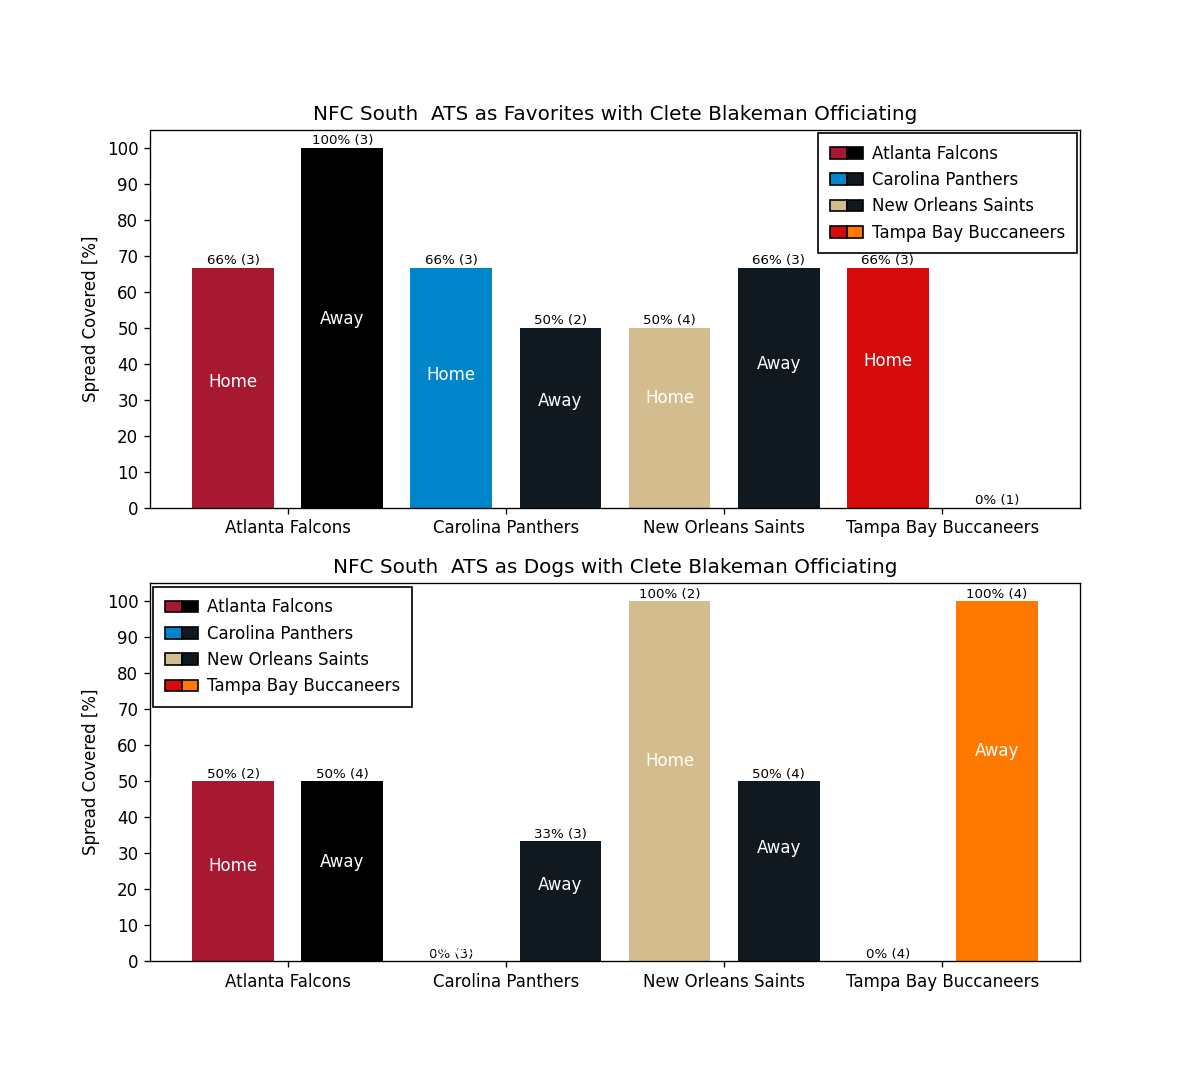 NFC South  ATS as Favorites with Clete Blakeman Officiating
Spread Covered [%]
100
90
80
70
60
50
40
30
20
10
0
66% (3)
100% (3)
66% (3)
50% (2)
50% (4)
66% (3)
66% (3)
0% (1)
Home
Away
Home
Away
Home
Away
Home
Atlanta Falcons
Carolina Panthers
New Orleans Saints
Tampa Bay Buccaneers
Atlanta Falcons
Carolina Panthers
New Orleans Saints
Tampa Bay Buccaneers
NFC South  ATS as Dogs with Clete Blakeman Officiating
Spread Covered [%]
100
90
80
70
60
50
40
30
20
10
0
Atlanta Falcons
Carolina Panthers
New Orleans Saints
Tampa Bay Buccaneers
50% (2)
50% (4)
0% (3)
33% (3)
100% (2)
50% (4)
0% (4)
100% (4)
Home
Away
Away
Home
Away
Away
Atlanta Falcons
Carolina Panthers
New Orleans Saints
Tampa Bay Buccaneers